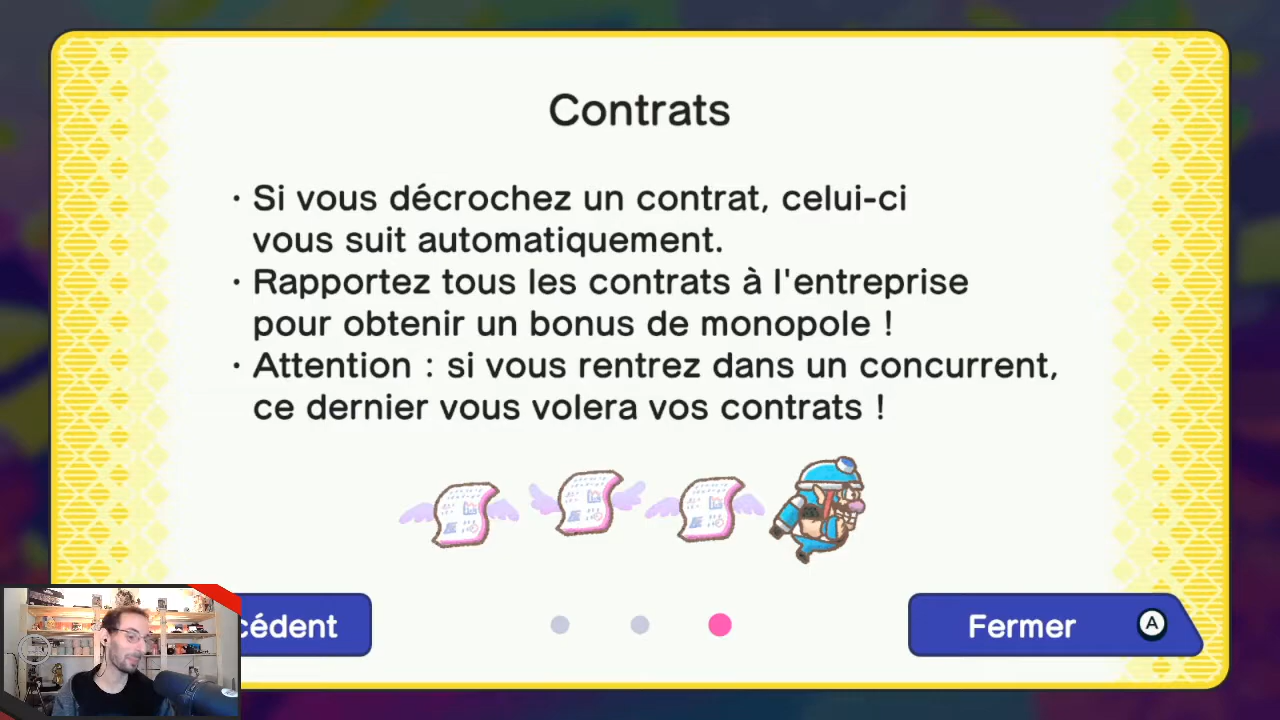 Contrats
· Si vous décrochez un contrat, celui-ci
vous suit automatiquement.
· Rapportez tous les contrats à l'entreprise
pour obtenir un bonus de monopole !
· Attention : si vous rentrez dans un concurrent,
ce dernier vous volera vos contrats !
cédent
Fermer A